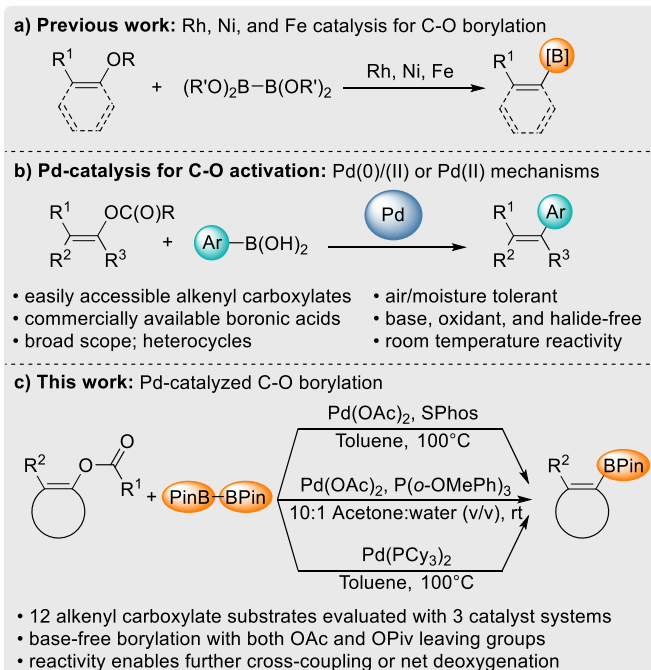 a) Previous work: Rh, Ni, and Fe catalysis for C-O borylation
R¹ OR [B]
R¹
+ (R'O)₂B–B(OR')₂ Rh, Ni, Fe
b) Pd-catalysis for C-O activation: Pd(0)/(II) or Pd(II) mechanisms
R¹ OC(O)R Pd R¹ Ar
+ Ar–B(OH)₂
R² R³ R² R³
• easily accessible alkenyl carboxylates
• commercially available boronic acids
• broad scope; heterocycles
• air/moisture tolerant
• base, oxidant, and halide-free
• room temperature reactivity
c) This work: Pd-catalyzed C-O borylation
Pd(OAc)₂, SPhos
Toluene, 100°C
R² O O R¹
+ PinB–BPin
Pd(OAc)₂, P(o-OMePh)₃
10:1 Acetone:water (v/v), rt
R² BPin
Pd(PCy₃)₂
Toluene, 100°C
• 12 alkenyl carboxylate substrates evaluated with 3 catalyst systems
• base-free borylation with both OAc and OPiv leaving groups
• reactivity enables further cross-coupling or net deoxygenation